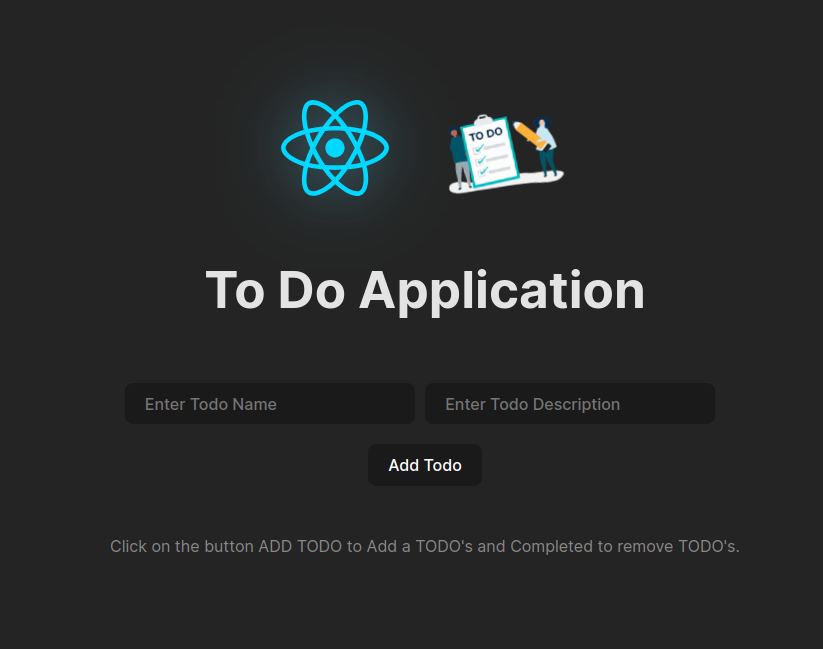 TO DO
To Do Application
Enter Todo Name
Enter Todo Description
Add Todo
Click on the button ADD TODO to Add a TODO's and Completed to remove TODO's.